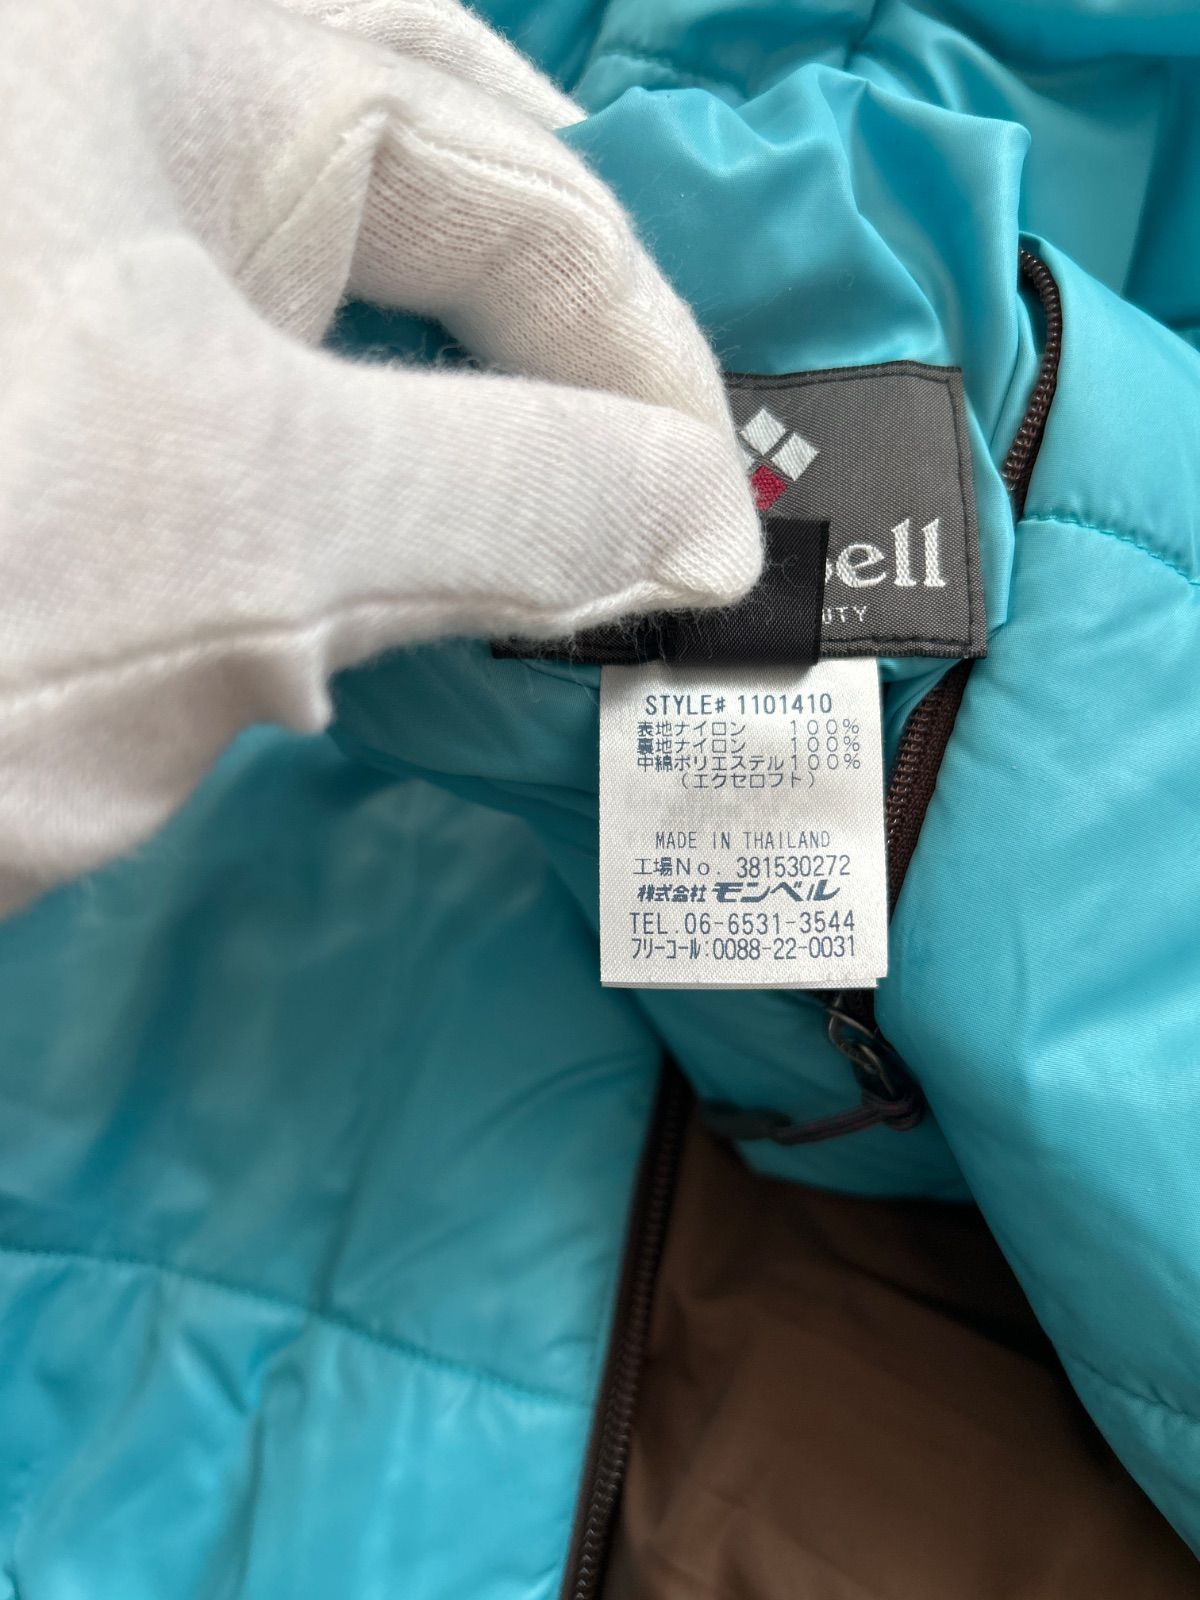 ell
STYLE# 1101410
表地ナイロン 100%
裏地ナイロン 100%
中綿ポリエステル100%
(エクセロフト)
MADE IN THAILAND
工場No. 381530272
株式会社 モンベル
TEL.06-6531-3544
フリーコール:0088-22-0031